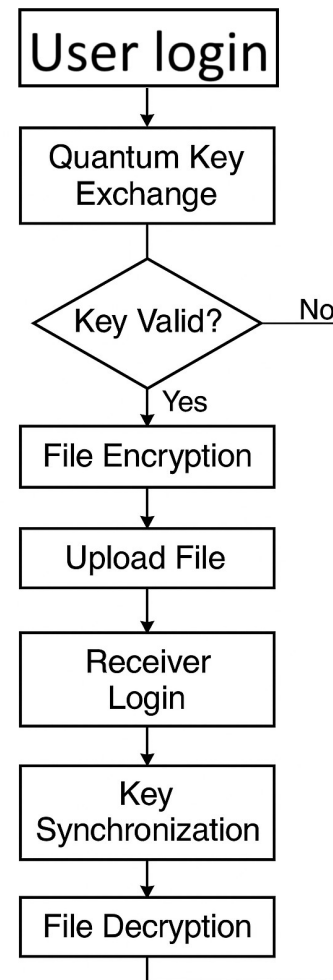 User login
Quantum Key
Exchange
Key Valid?
No
Yes
File Encryption
Upload File
Receiver
Login
Key
Synchronization
File Decryption